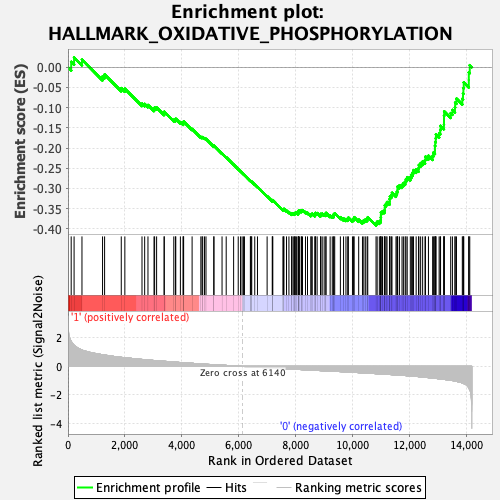 Enrichment plot:
HALLMARK_OXIDATIVE_PHOSPHORYLATION
Enrichment score (ES)
0.00
-0.05
-0.10
-0.15
-0.20
-0.25
-0.30
-0.35
-0.40
'1' (positively correlated)
Ranked list metric (Signal2Noise)
2
0
-2
-4
Zero cross at 6140
'0' (negatively correlated)
0
2,000
4,000
6,000
8,000
10,000
12,000
14,000
Rank in Ordered Dataset
Enrichment profile
Hits
Ranking metric scores